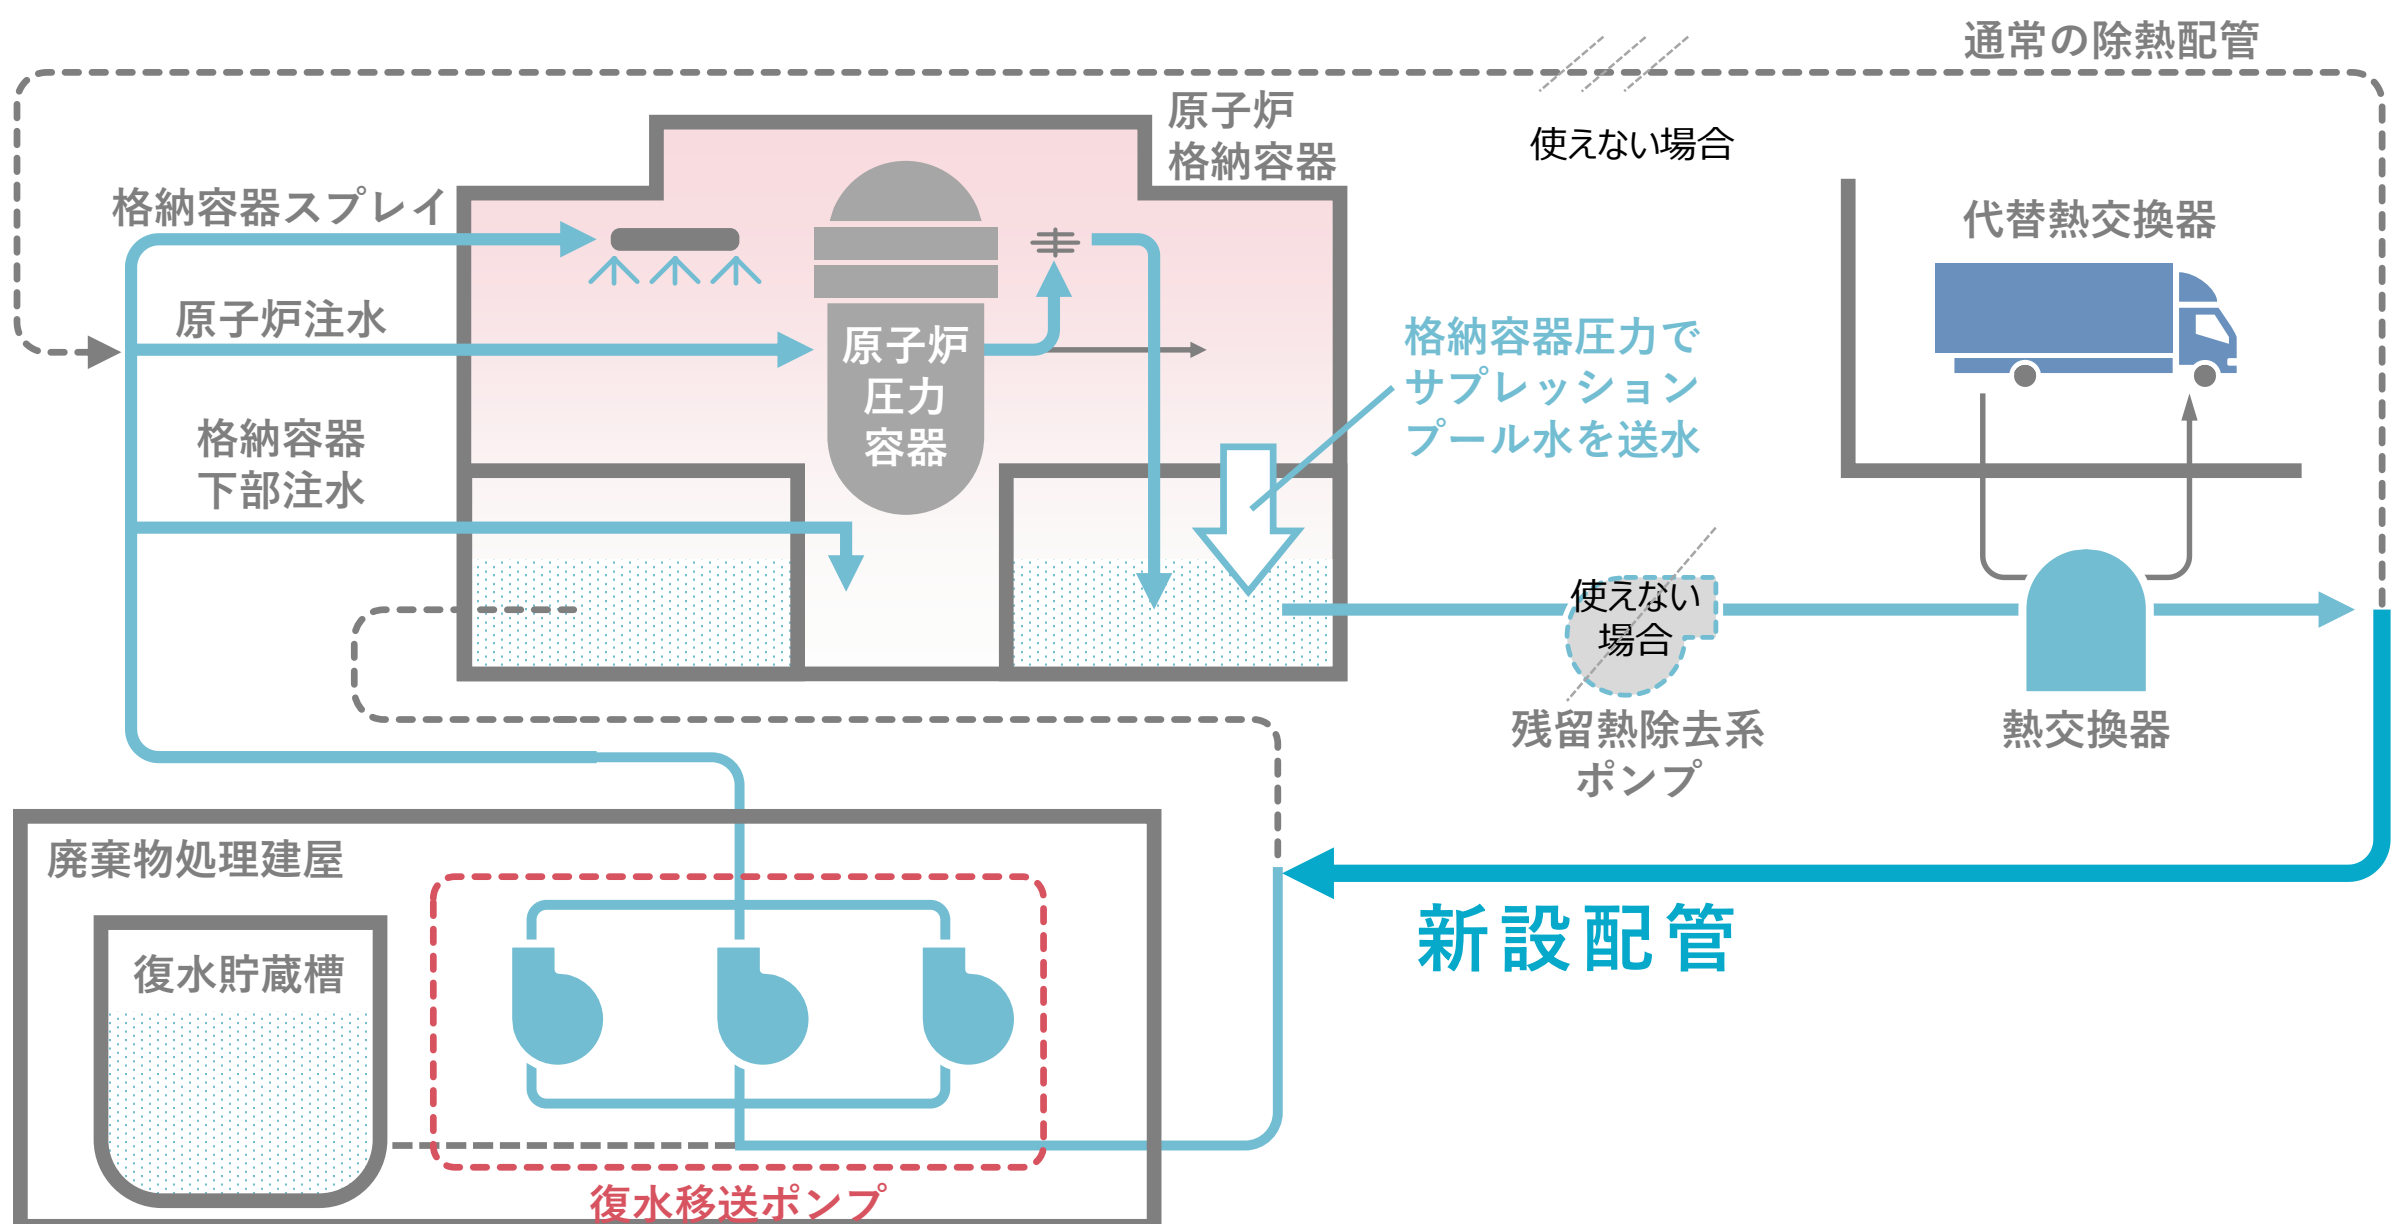 通常の除熱配管
原子炉
格納容器
使えない場合
格納容器スプレイ
代替熱交換器
原子炉注水
原子炉
圧力
容器
格納容器圧力で
サプレッション
プール水を送水
格納容器
下部注水
使えない
場合
残留熱除去系
ポンプ
熱交換器
廃棄物処理建屋
新設配管
復水貯蔵槽
復水移送ポンプ